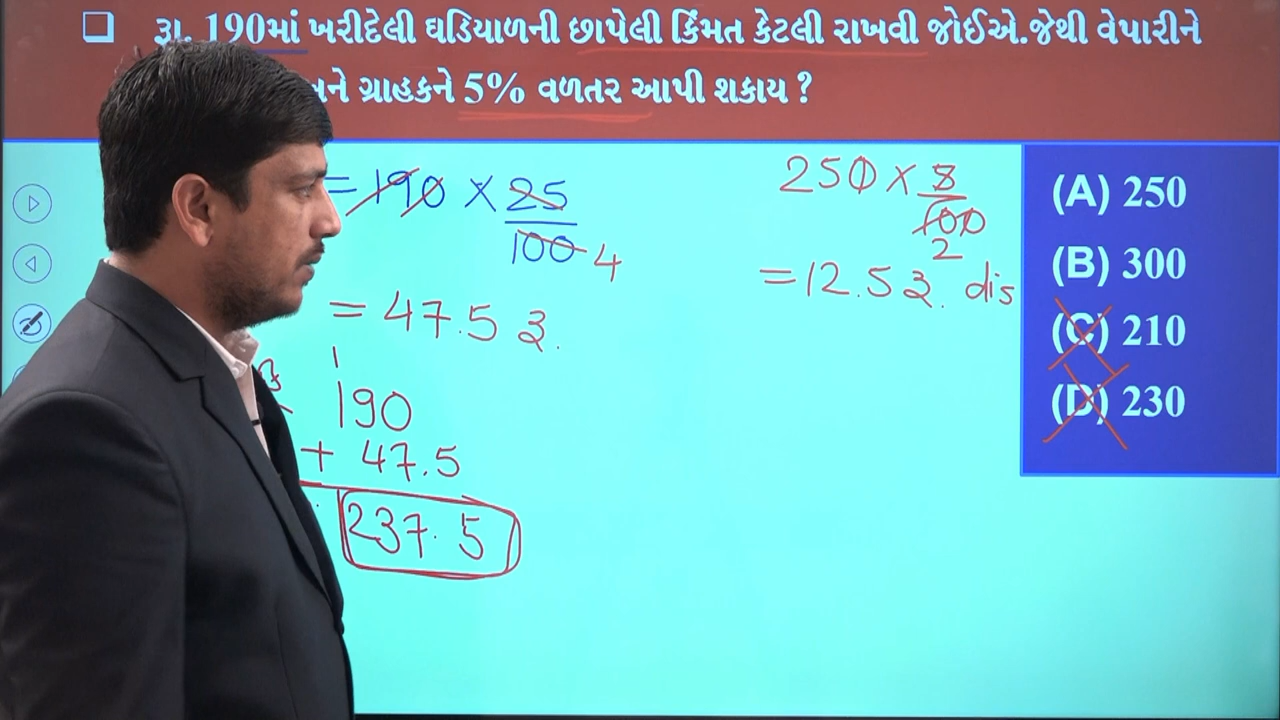 ❑ રૂા. 190માં ખરીદેલી ઘડિયાળની છાપેલી કિંમત કેટલી રાખવી જોઈએ.જેથી વેપારીને
ને ગ્રાહકને 5% વળતર આપી શકાય ?
= 190 × 25/100 4
= 47.5 રૂ.
1
190
+ 47.5
237.5
250 × 5/100 2
= 12.5 રૂ. dis
(A) 250
(B) 300
(C) 210
(D) 230